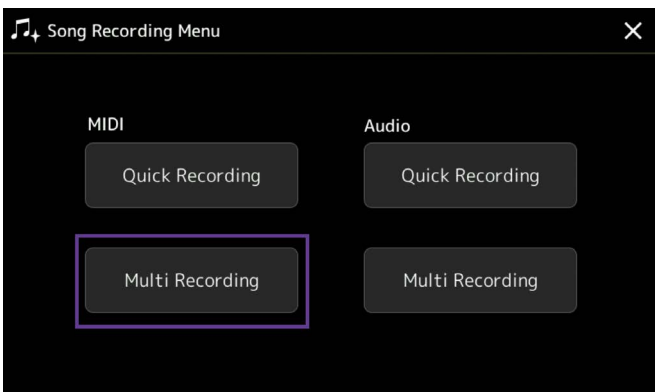 Song Recording Menu
MIDI
Audio
Quick Recording
Quick Recording
Multi Recording
Multi Recording